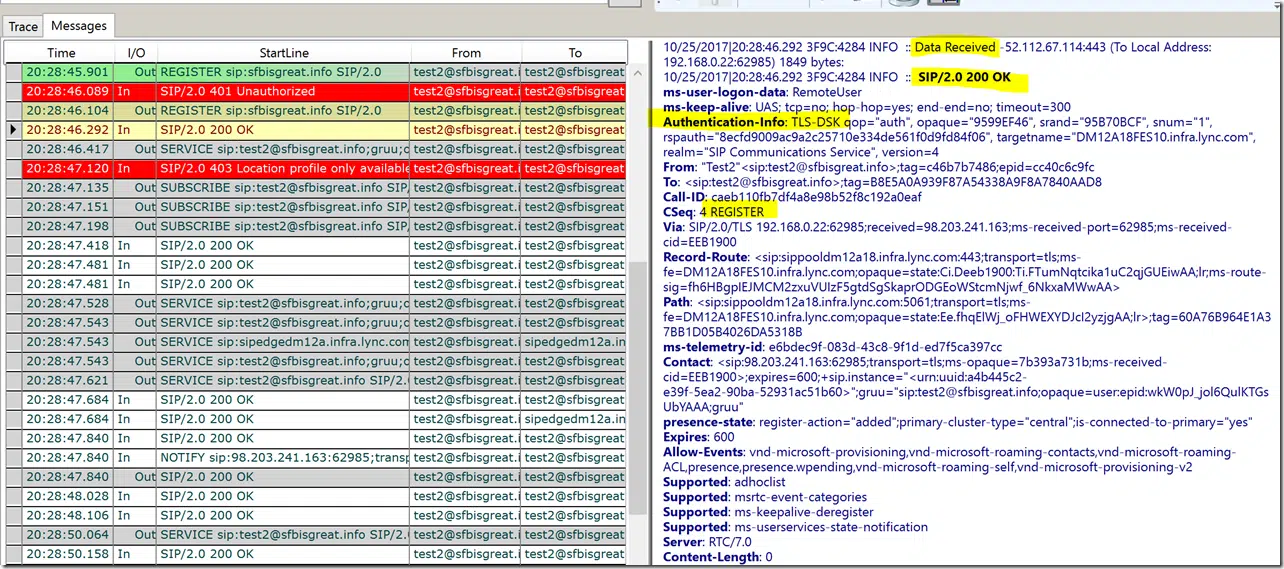 Trace Messages
Time I/O StartLine From To
20:28:45.901 Out REGISTER sip:sfbisgreat.info SIP/2.0 test2@sfbisgreat.i test2@sfbisgreat
20:28:46.089 In SIP/2.0 401 Unauthorized test2@sfbisgreat.i test2@sfbisgreat
20:28:46.104 Out REGISTER sip:sfbisgreat.info SIP/2.0 test2@sfbisgreat.i test2@sfbisgreat
20:28:46.292 In SIP/2.0 200 OK test2@sfbisgreat.i test2@sfbisgreat
20:28:46.417 Out SERVICE sip:test2@sfbisgreat.info;gruu;o test2@sfbisgreat.i test2@sfbisgreat
20:28:47.120 In SIP/2.0 403 Location profile only available test2@sfbisgreat.i test2@sfbisgreat
20:28:47.135 Out SUBSCRIBE sip:test2@sfbisgreat.info SIP, test2@sfbisgreat.i test2@sfbisgreat
20:28:47.151 Out SUBSCRIBE sip:test2@sfbisgreat.info SIP, test2@sfbisgreat.i test2@sfbisgreat
20:28:47.198 Out SUBSCRIBE sip:test2@sfbisgreat.info SIP, test2@sfbisgreat.i test2@sfbisgreat
20:28:47.418 In SIP/2.0 200 OK test2@sfbisgreat.i test2@sfbisgreat
20:28:47.481 In SIP/2.0 200 OK test2@sfbisgreat.i test2@sfbisgreat
20:28:47.481 In SIP/2.0 200 OK test2@sfbisgreat.i test2@sfbisgreat
20:28:47.528 Out SERVICE sip:test2@sfbisgreat.info;gruu;o test2@sfbisgreat.i test2@sfbisgreat
20:28:47.543 Out SERVICE sip:test2@sfbisgreat.info;gruu;o test2@sfbisgreat.i test2@sfbisgreat
20:28:47.543 Out SERVICE sip:sipedgedm12a.infra.lync.com test2@sfbisgreat.i sipedgedm12a.in
20:28:47.543 Out SERVICE sip:test2@sfbisgreat.info;gruu;o test2@sfbisgreat.i test2@sfbisgreat
20:28:47.621 Out SERVICE sip:test2@sfbisgreat.info SIP/2. test2@sfbisgreat.i test2@sfbisgreat
20:28:47.684 In SIP/2.0 200 OK test2@sfbisgreat.i test2@sfbisgreat
20:28:47.684 In SIP/2.0 200 OK test2@sfbisgreat.i sipedgedm12a.in
20:28:47.840 In SIP/2.0 200 OK test2@sfbisgreat.i test2@sfbisgreat
20:28:47.840 In NOTIFY sip:98.203.241.163:62985;transp test2@sfbisgreat.i test2@sfbisgreat
20:28:47.840 Out SIP/2.0 200 OK test2@sfbisgreat.i test2@sfbisgreat
20:28:48.028 In SIP/2.0 200 OK test2@sfbisgreat.i test2@sfbisgreat
20:28:48.106 In SIP/2.0 200 OK test2@sfbisgreat.i test2@sfbisgreat
20:28:50.064 Out SERVICE sip:test2@sfbisgreat.info SIP/2. test2@sfbisgreat.i test2@sfbisgreat
20:28:50.158 In SIP/2.0 200 OK test2@sfbisgreat.i test2@sfbisgreat
10/25/2017|20:28:46.292 3F9C:4284 INFO :: Data Received -52.112.67.114:443 (To Local Address:
192.168.0.22:62985) 1849 bytes:
10/25/2017|20:28:46.292 3F9C:4284 INFO :: SIP/2.0 200 OK
ms-user-logon-data: RemoteUser
ms-keep-alive: UAS; tcp=no; hop-hop=yes; end-end=no; timeout=300
Authentication-Info: TLS-DSK qop="auth", opaque="9599EF46", srand="95B70BCF", snum="1",
rspauth="8ecfd9009ac9a2c25710e334de561f0d9fd84f06", targetname="DM12A18FES10.infra.lync.com",
realm="SIP Communications Service", version=4
From: "Test2"<sip:test2@sfbisgreat.info>;tag=c46b7b7486;epid=cc40c6c9fc
To: <sip:test2@sfbisgreat.info>;tag=B8E5A0A939F87A54338A9F8A7840AAD8
Call-ID: caeb110fb7df4a8e98b52f8c192a0eaf
CSeq: 4 REGISTER
Via: SIP/2.0/TLS 192.168.0.22:62985;received=98.203.241.163;ms-received-port=62985;ms-received-
cid=EEB1900
Record-Route: <sip:sippooldm12a18.infra.lync.com:443;transport=tls;ms-
fe=DM12A18FES10.infra.lync.com;opaque=state:Ci.Deeb1900:Ti.FTumNqtcika1uC2qjGUEiwAA;lr;ms-route-
sig=fh6HBgpIEJMCM2zxuVUIzF5gtdSgSkaprODGEoWStcmNjwf_6NkxaMWwAA>
Path: <sip:sippooldm12a18.infra.lync.com:5061;transport=tls;ms-
fe=DM12A18FES10.infra.lync.com;opaque=state:Ee.fhqElWj_oFHWEXYDJcI2yzjgAA;lr>;tag=60A76B964E1A3
7BB1D05B4026DA5318B
ms-telemetry-id: e6bdec9f-083d-43c8-9f1d-ed7f5ca397cc
Contact: <sip:98.203.241.163:62985;transport=tls;ms-opaque=7b393a731b;ms-received-
cid=EEB1900>;expires=600;+sip.instance="<urn:uuid:a4b445c2-
e39f-5ea2-90ba-52931ac51b60>";gruu="sip:test2@sfbisgreat.info;opaque=user:epid:wkW0pJ_jol6QulKTGs
UbYAAA;gruu"
presence-state: register-action="added";primary-cluster-type="central";is-connected-to-primary="yes"
Expires: 600
Allow-Events: vnd-microsoft-provisioning,vnd-microsoft-roaming-contacts,vnd-microsoft-roaming-
ACL,presence,presence.wpending,vnd-microsoft-roaming-self,vnd-microsoft-provisioning-v2
Supported: adhoclist
Supported: msrtc-event-categories
Supported: ms-keepalive-deregister
Supported: ms-userservices-state-notification
Server: RTC/7.0
Content-Length: 0